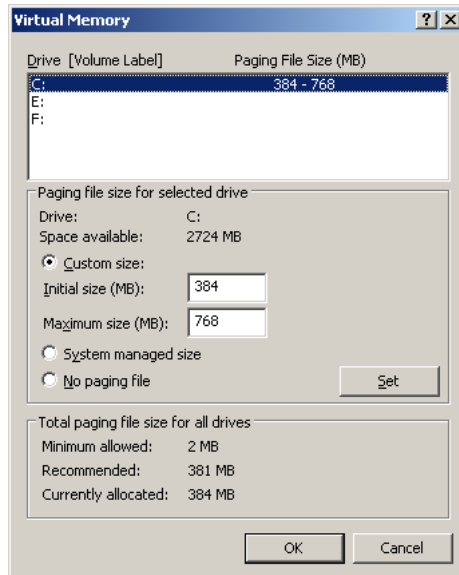 Virtual Memory
Drive [Volume Label] Paging File Size (MB)
C: 384 - 768
E:
F:
Paging file size for selected drive
Drive: C:
Space available: 2724 MB
Custom size:
Initial size (MB): 384
Maximum size (MB): 768
System managed size
No paging file Set
Total paging file size for all drives
Minimum allowed: 2 MB
Recommended: 381 MB
Currently allocated: 384 MB
OK Cancel